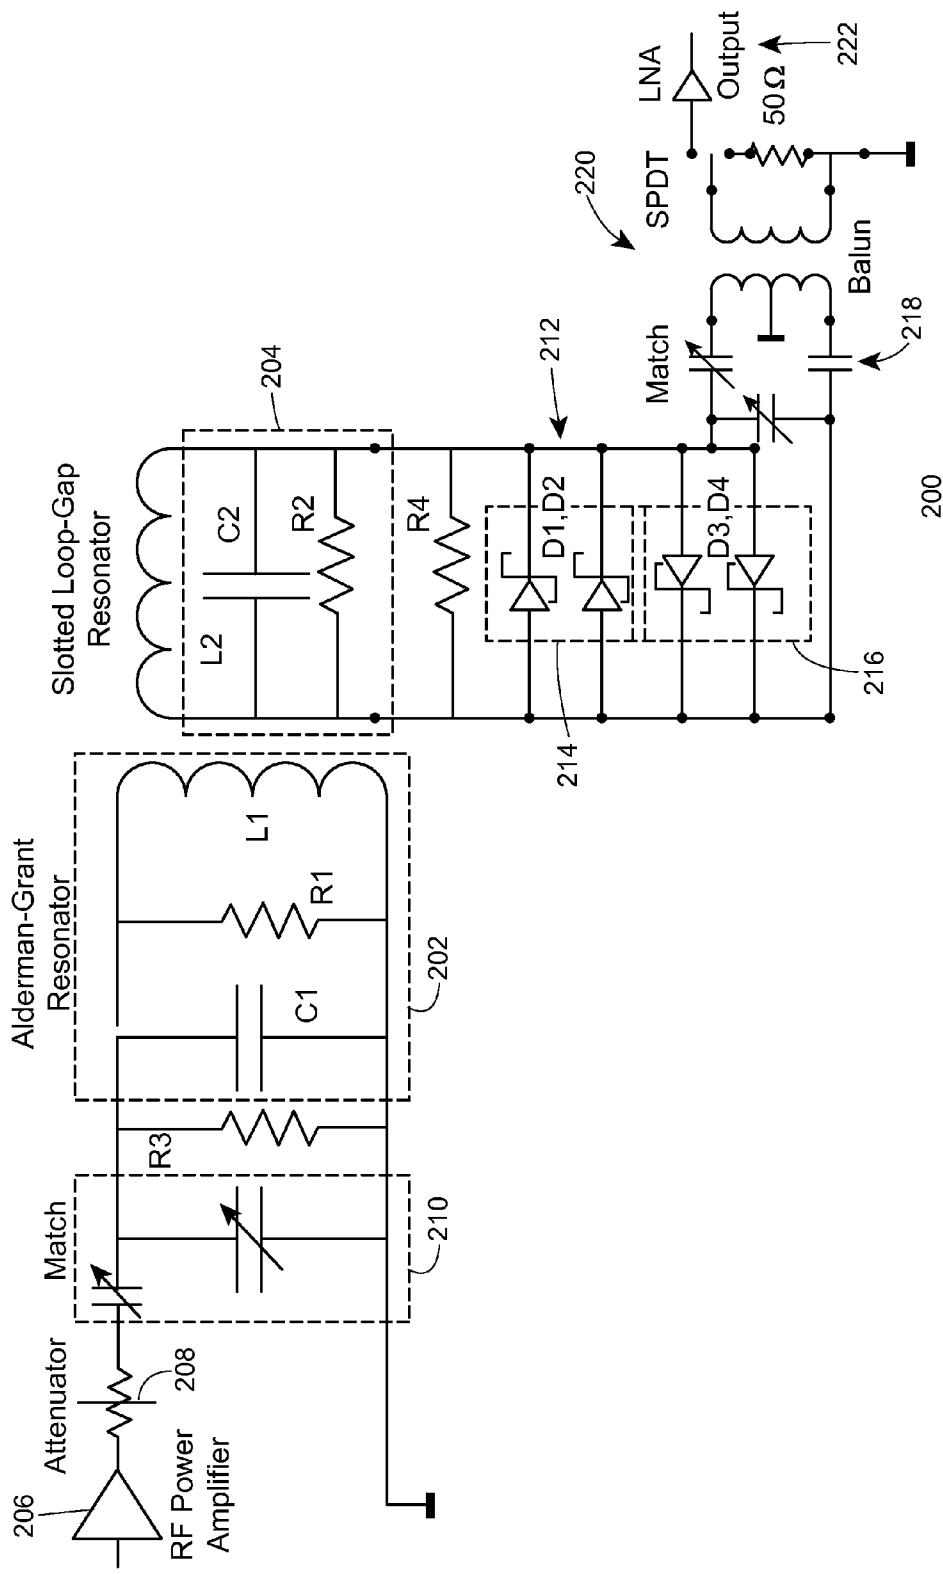 206
RF Power
Amplifier
Attenuator
208
Match
210
R3
Alderman-Grant
Resonator
C1
R1
L1
202
Slotted Loop-Gap
Resonator
L2
C2
R2
204
R4
D1,D2
D3,D4
214
216
212
Match
218
Balun
220
SPDT
LNA
Output
50Ω
222
200